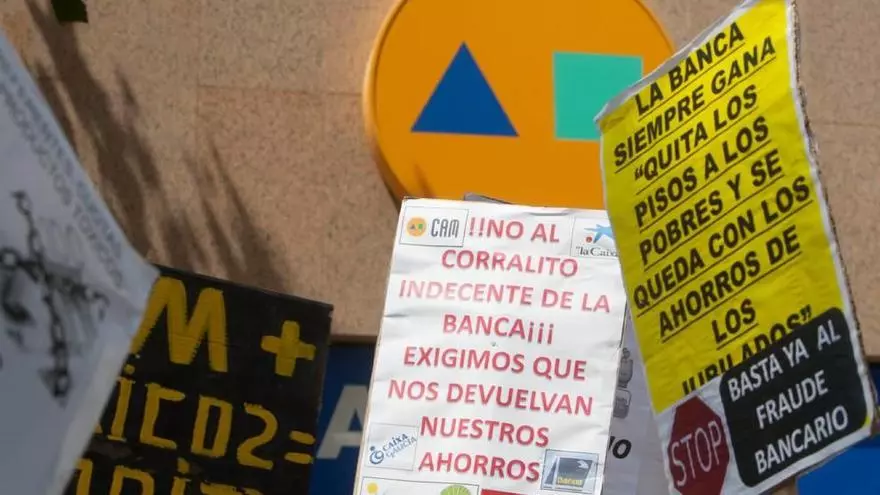 CAM
"la Caixa"
!!NO AL
CORRALITO
INDECENTE DE LA
BANCA¡¡¡
EXIGIMOS QUE
NOS DEVUELVAN
NUESTROS
AHORROS
CAIXA
GALICIA
LA BANCA
SIEMPRE GANA
"QUITA LOS
PISOS A LOS
POBRES Y SE
QUEDA CON LOS
AHORROS DE
LOS
JUBILADOS"
BASTA YA AL
FRAUDE
BANCARIO
STOP
M +